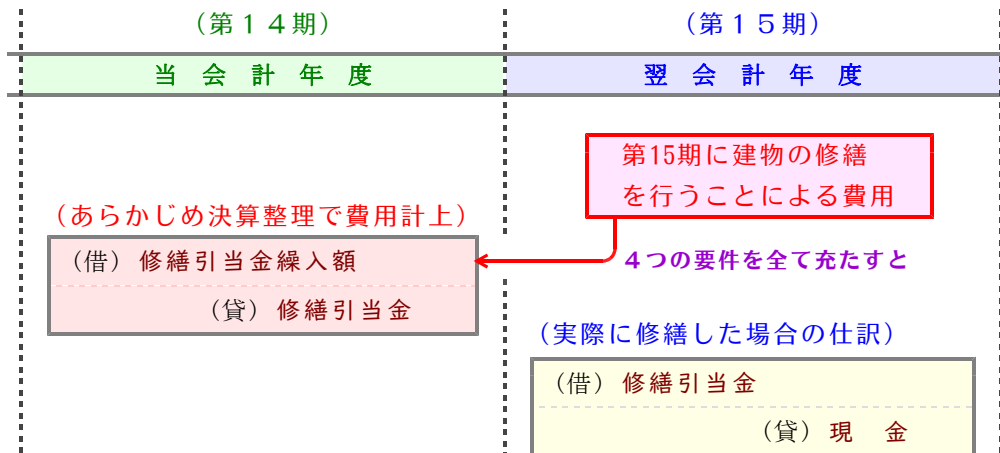 （第１４期）
（第１５期）
当会計年度
翌会計年度
第15期に建物の修繕
を行うことによる費用
（あらかじめ決算整理で費用計上）
（借）修繕引当金繰入額
４つの要件を全て充たすと
（貸）修繕引当金
（実際に修繕した場合の仕訳）
（借）修繕引当金
（貸）現　金